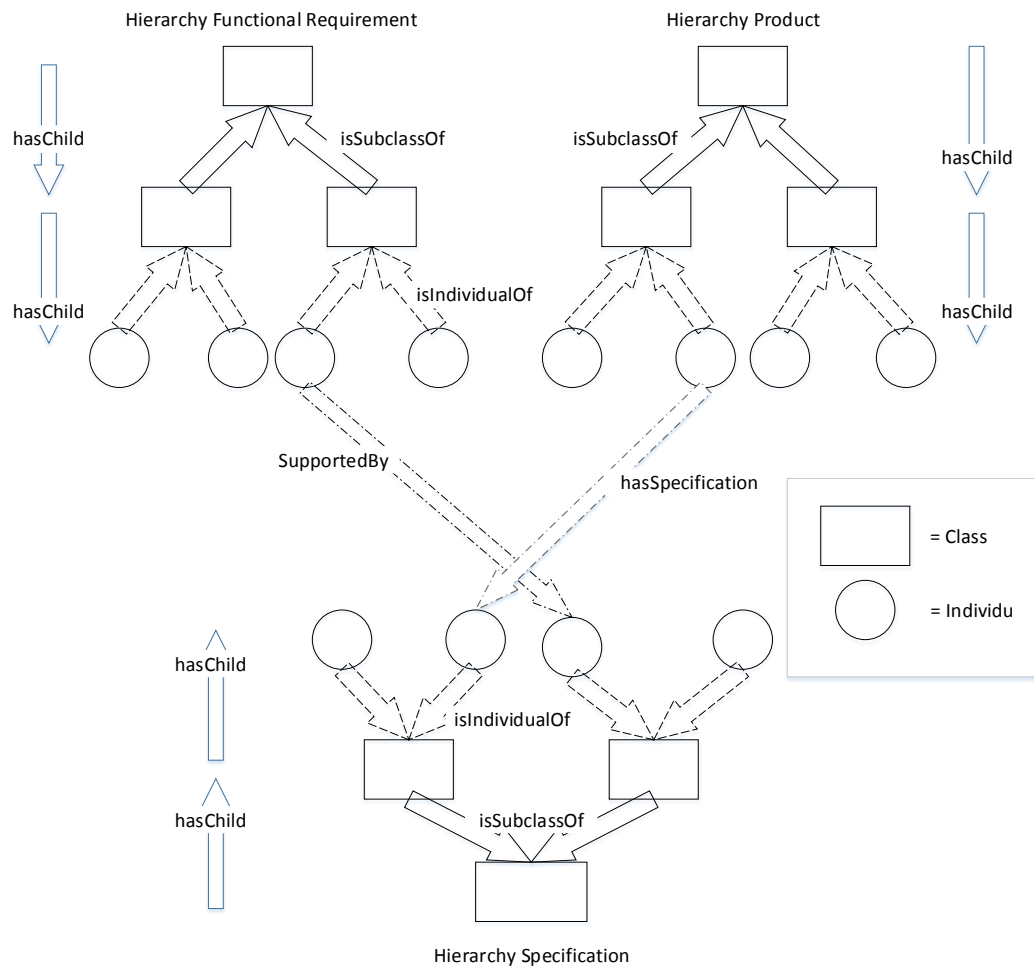 Hierarchy Functional Requirement
Hierarchy Product
hasChild
isSubclassOf
isSubclassOf
hasChild
hasChild
isIndividualOf
hasChild
SupportedBy
hasSpecification
= Class
= Individu
hasChild
isIndividualOf
hasChild
isSubclassOf
Hierarchy Specification